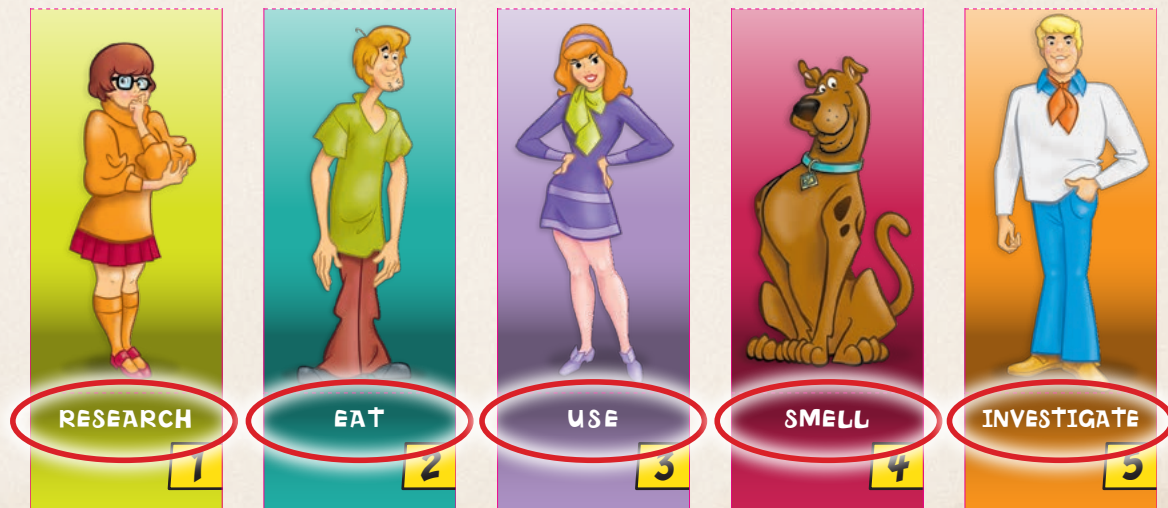 RESEARCH
1
EAT
2
USE
3
SMELL
4
INVESTIGATE
5